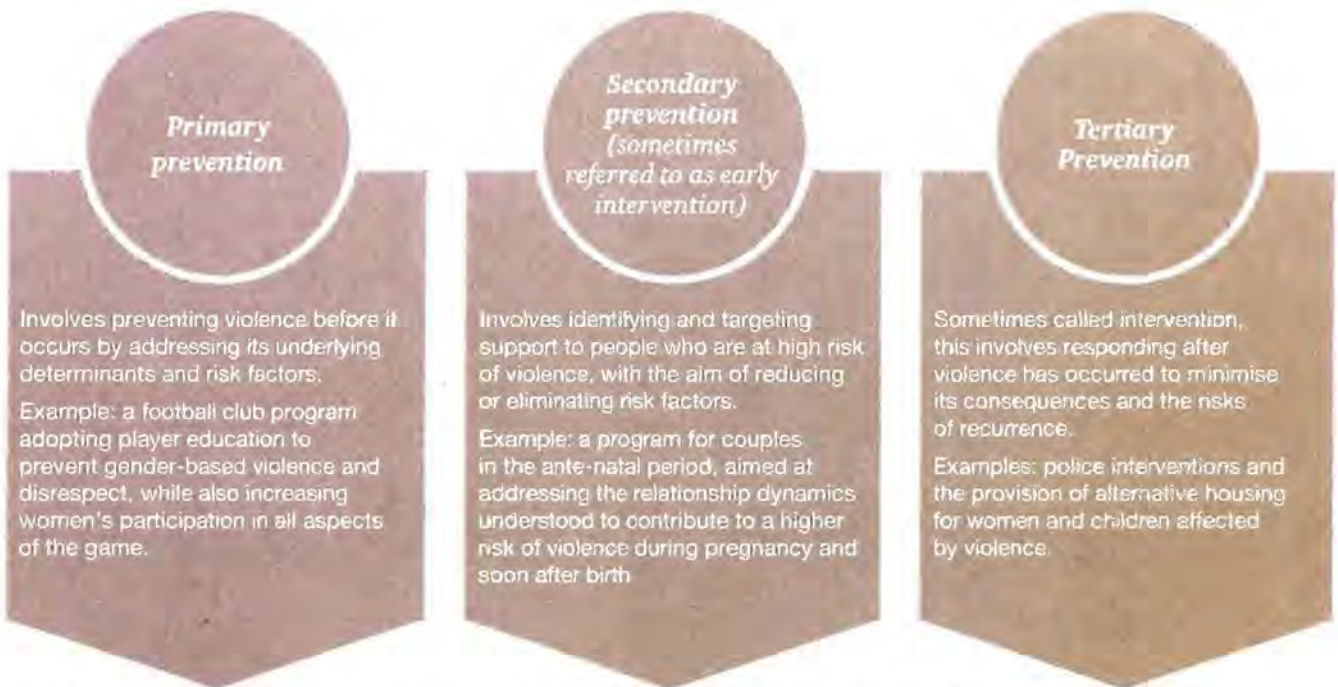 Primary
prevention
Involves preventing violence before it
occurs by addressing its underlying
determinants and risk factors.
Example: a football club program
adopting player education to
prevent gender-based violence and
disrespect, while also increasing
women's participation in all aspects
of the game.
Secondary
prevention
(sometimes
referred to as early
intervention)
Involves identifying and targeting
support to people who are at high risk
of violence, with the aim of reducing
or eliminating risk factors.
Example: a program for couples
in the ante-natal period, aimed at
addressing the relationship dynamics
understood to contribute to a higher
risk of violence during pregnancy and
soon after birth
Tertiary
Prevention
Sometimes called intervention,
this involves responding after
violence has occurred to minimise
its consequences and the risks
of recurrence.
Examples: police interventions and
the provision of alternative housing
for women and children affected
by violence.